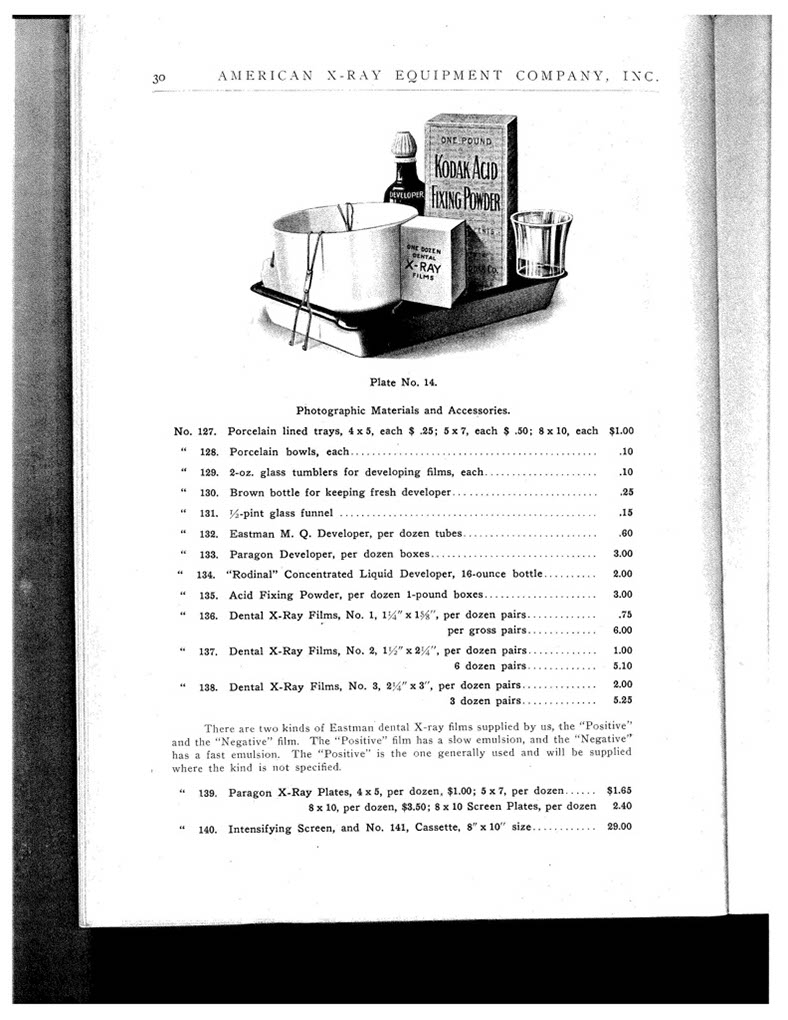 30 AMERICAN X-RAY EQUIPMENT COMPANY, INC.
ONE POUND
KODAK ACID
FIXING POWDER
DEVELOPER
ONE DOZEN
DENTAL
X-RAY
FILMS
Plate No. 14.
Photographic Materials and Accessories.
No. 127. Porcelain lined trays, 4 x 5, each $ .25; 5 x 7, each $ .50; 8 x 10, each $1.00
" 128. Porcelain bowls, each............................................. .10
" 129. 2-oz. glass tumblers for developing films, each..................... .10
" 130. Brown bottle for keeping fresh developer........................... .25
" 131. ½-pint glass funnel ................................................ .15
" 132. Eastman M. Q. Developer, per dozen tubes......................... .60
" 133. Paragon Developer, per dozen boxes............................... 3.00
" 134. "Rodinal" Concentrated Liquid Developer, 16-ounce bottle.......... 2.00
" 135. Acid Fixing Powder, per dozen 1-pound boxes..................... 3.00
" 136. Dental X-Ray Films, No. 1, 1¼" x 1⅝", per dozen pairs............. .75
per gross pairs............. 6.00
" 137. Dental X-Ray Films, No. 2, 1½" x 2¼", per dozen pairs............. 1.00
6 dozen pairs............. 5.10
" 138. Dental X-Ray Films, No. 3, 2¼" x 3", per dozen pairs.............. 2.00
3 dozen pairs.............. 5.25
There are two kinds of Eastman dental X-ray films supplied by us, the "Positive"
and the "Negative" film. The "Positive" film has a slow emulsion, and the "Negative"
has a fast emulsion. The "Positive" is the one generally used and will be supplied
where the kind is not specified.
" 139. Paragon X-Ray Plates, 4 x 5, per dozen, $1.00; 5 x 7, per dozen...... $1.65
8 x 10, per dozen, $3.50; 8 x 10 Screen Plates, per dozen 2.40
" 140. Intensifying Screen, and No. 141, Cassette, 8" x 10" size............ 29.00